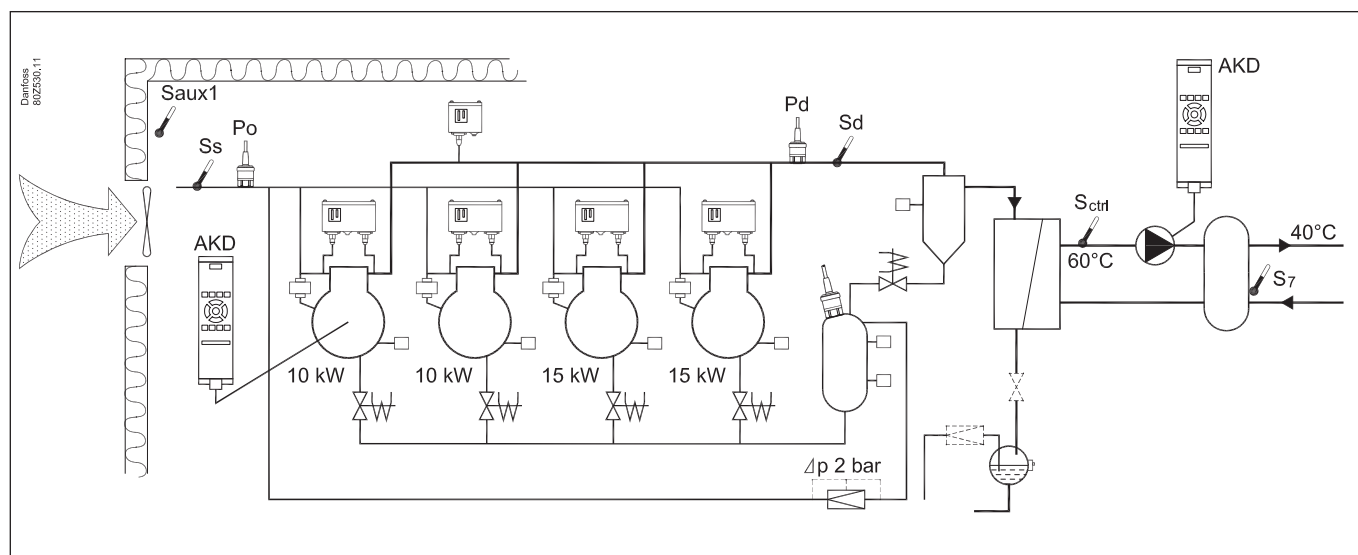 Danfoss
80Z530.11
Saux1
Ss
Po
Pd
Sd
AKD
Sctrl
60°C
40°C
S7
AKD
10 kW
10 kW
15 kW
15 kW
Δp 2 bar